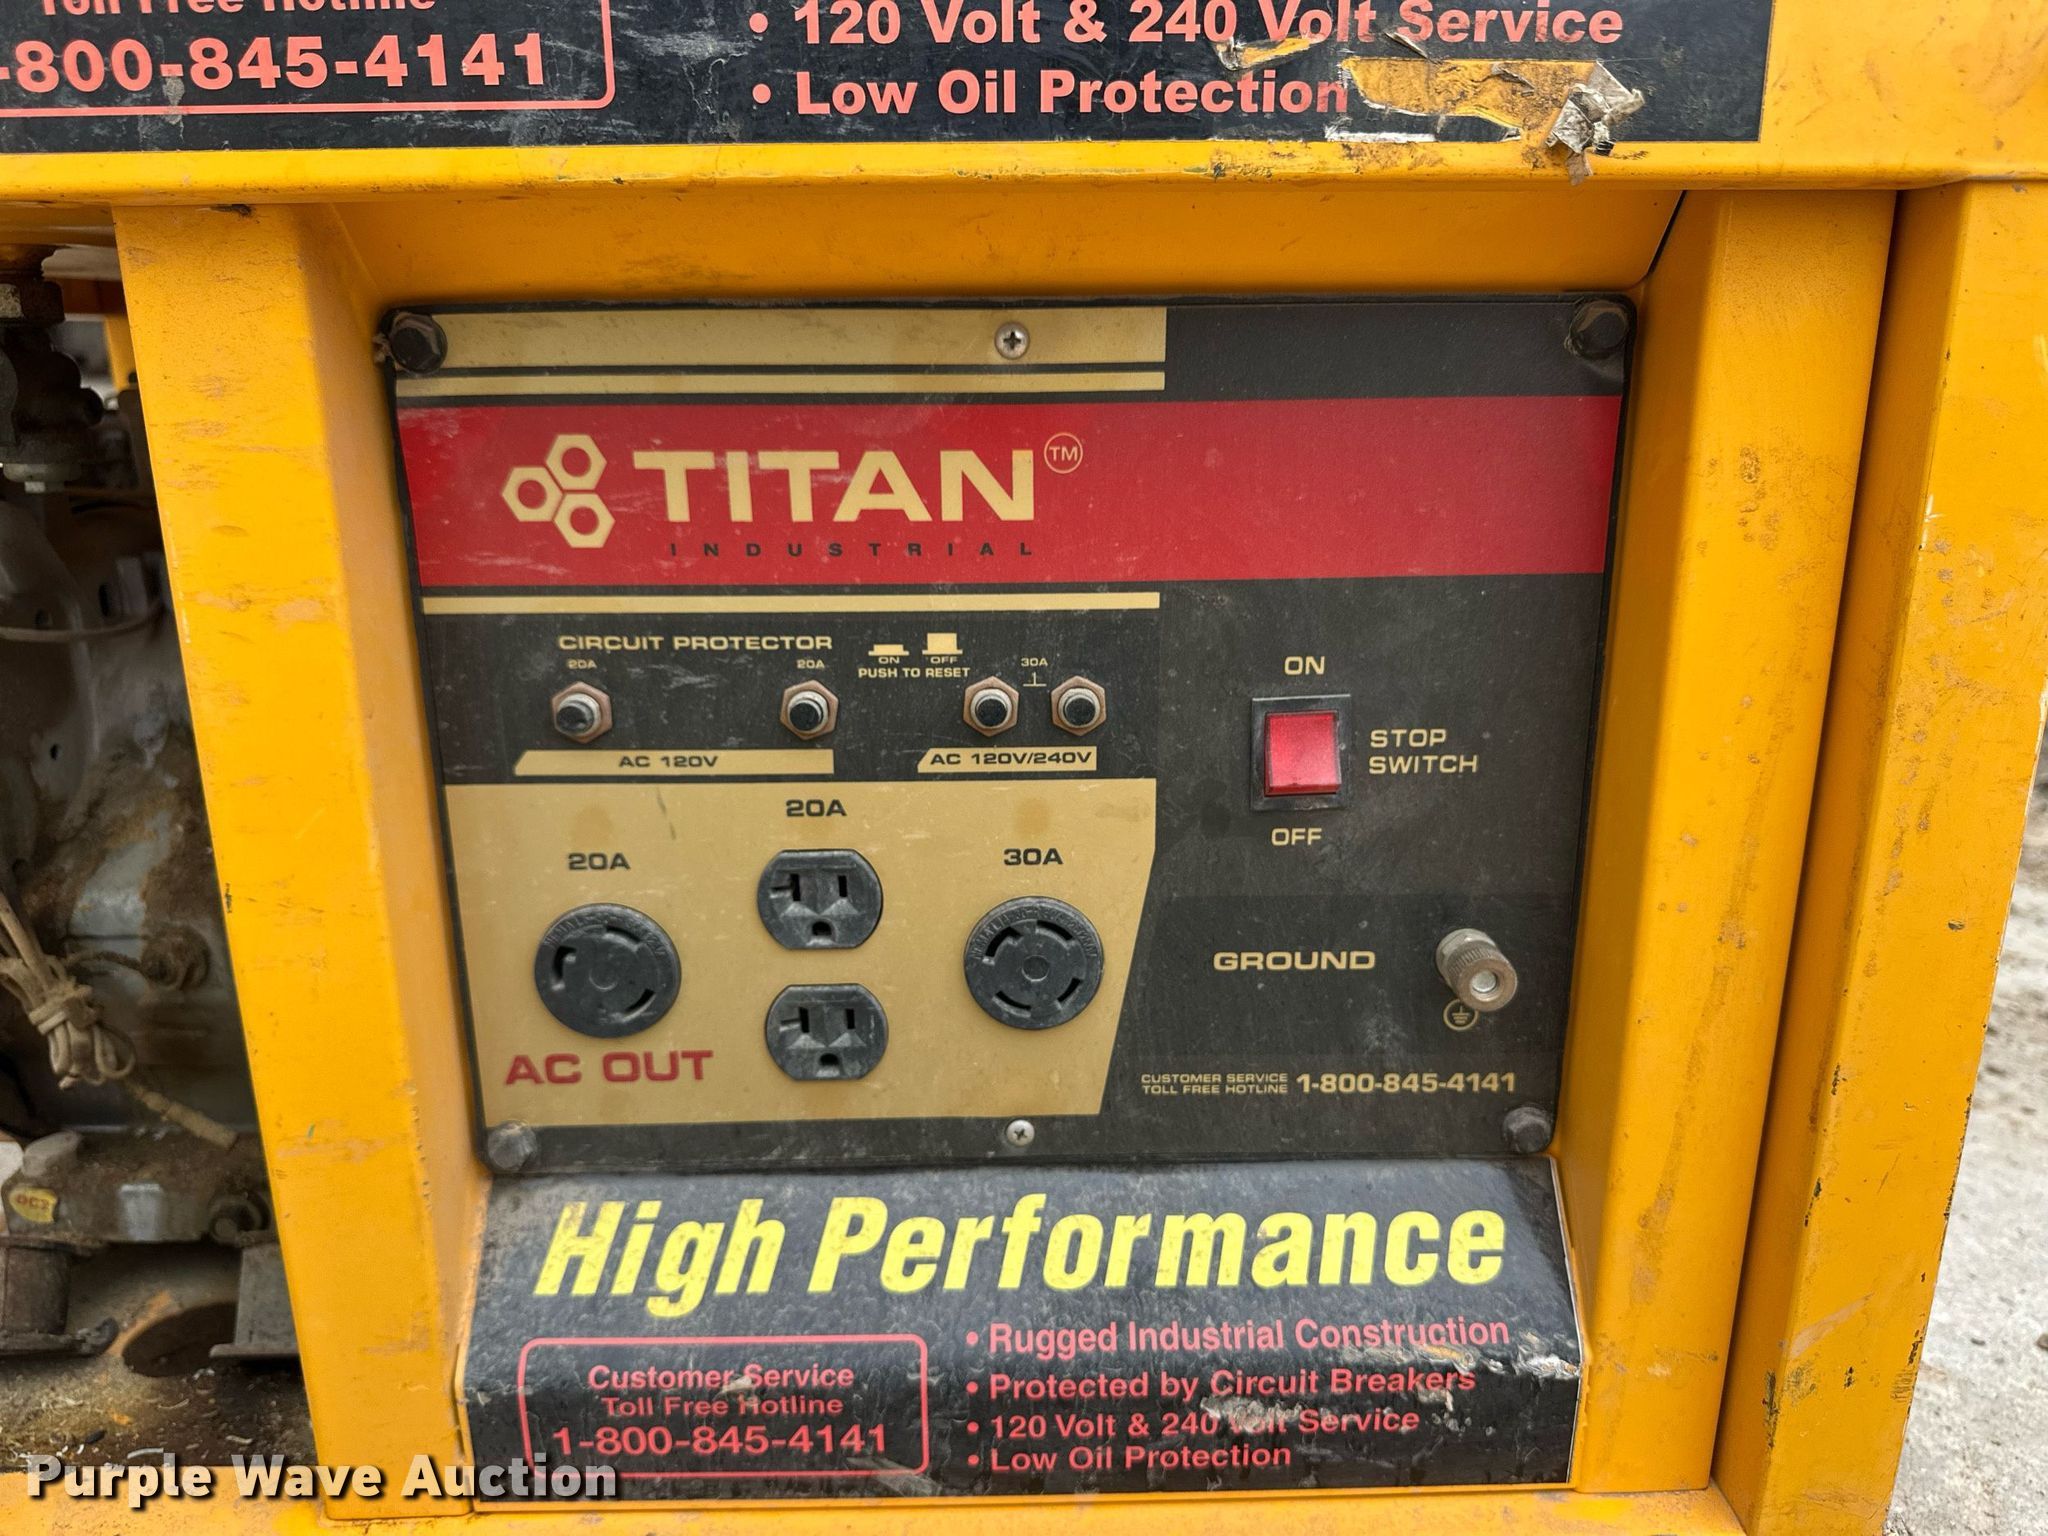 Toll Free Hotline
-800-845-4141
• 120 Volt & 240 Volt Service
• Low Oil Protection
TITAN TM
INDUSTRIAL
CIRCUIT PROTECTOR
20A 20A
ON OFF
PUSH TO RESET
30A
AC 120V
AC 120V/240V
ON
STOP
SWITCH
OFF
20A
20A
30A
AC OUT
GROUND
CUSTOMER SERVICE
TOLL FREE HOTLINE 1-800-845-4141
High Performance
Customer Service
Toll Free Hotline
1-800-845-4141
• Rugged Industrial Construction
• Protected by Circuit Breakers
• 120 Volt & 240 Volt Service
• Low Oil Protection
Purple Wave Auction